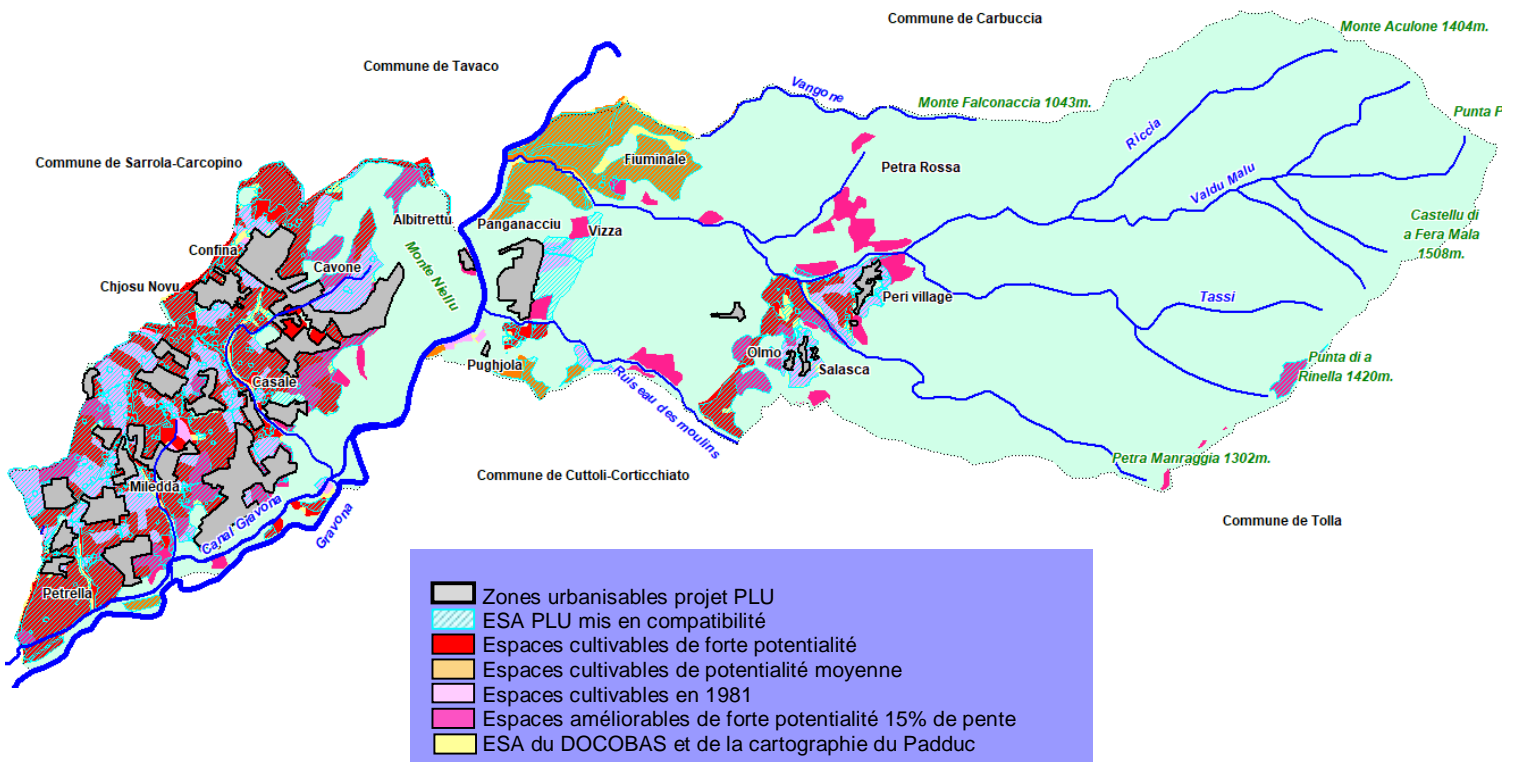 Commune de Carbuccia
Monte Aculone 1404m.
Commune de Tavaco
Vangone
Monte Falconaccia 1043m.
Punta P
Riccia
Commune de Sarrola-Carcopino
Fiuminale
Petra Rossa
Valdu Malu
Albitrettu
Panganacciu
Vizza
Castellu di
a Fera Mala
1508m.
Confina
Cavone
Monte Niellu
Chjosu Novu
Peri village
Tassi
Olmo
Salasca
Pughjola
Punta di a
Rinella 1420m.
Casale
Ruiseau des moulins
Petra Manraggia 1302m.
Commune de Cuttoli-Corticchiato
Miledda
Canal Gravona
Gravona
Commune de Tolla
Petrella
Zones urbanisables projet PLU
ESA PLU mis en compatibilité
Espaces cultivables de forte potentialité
Espaces cultivables de potentialité moyenne
Espaces cultivables en 1981
Espaces améliorables de forte potentialité 15% de pente
ESA du DOCOBAS et de la cartographie du Padduc